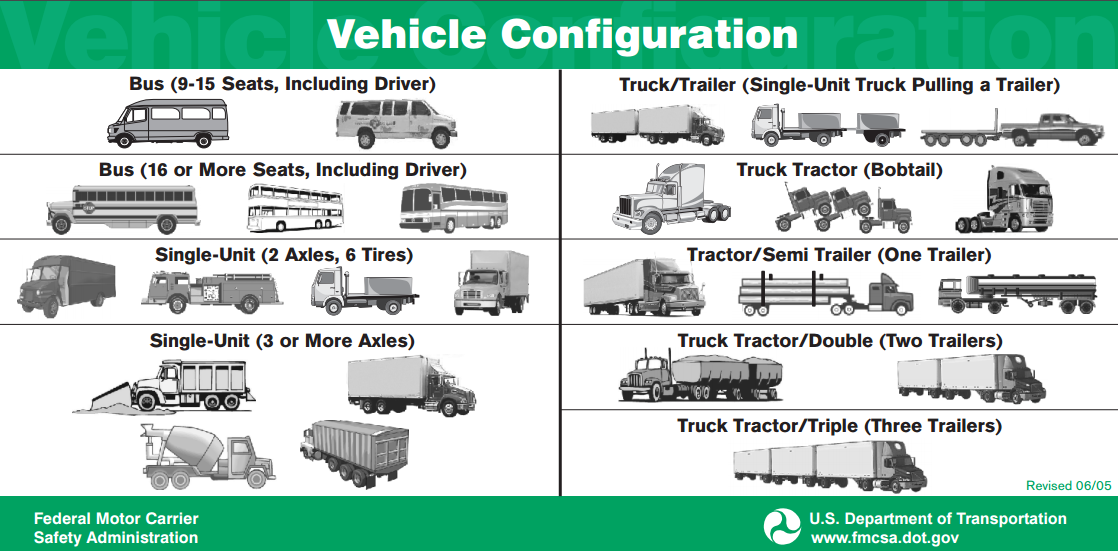 Vehicle Configuration
Bus (9-15 Seats, Including Driver)
Bus (16 or More Seats, Including Driver)
Single-Unit (2 Axles, 6 Tires)
Single-Unit (3 or More Axles)
Truck/Trailer (Single-Unit Truck Pulling a Trailer)
Truck Tractor (Bobtail)
Tractor/Semi Trailer (One Trailer)
Truck Tractor/Double (Two Trailers)
Truck Tractor/Triple (Three Trailers)
Revised 06/05
Federal Motor Carrier
Safety Administration
U.S. Department of Transportation
www.fmcsa.dot.gov